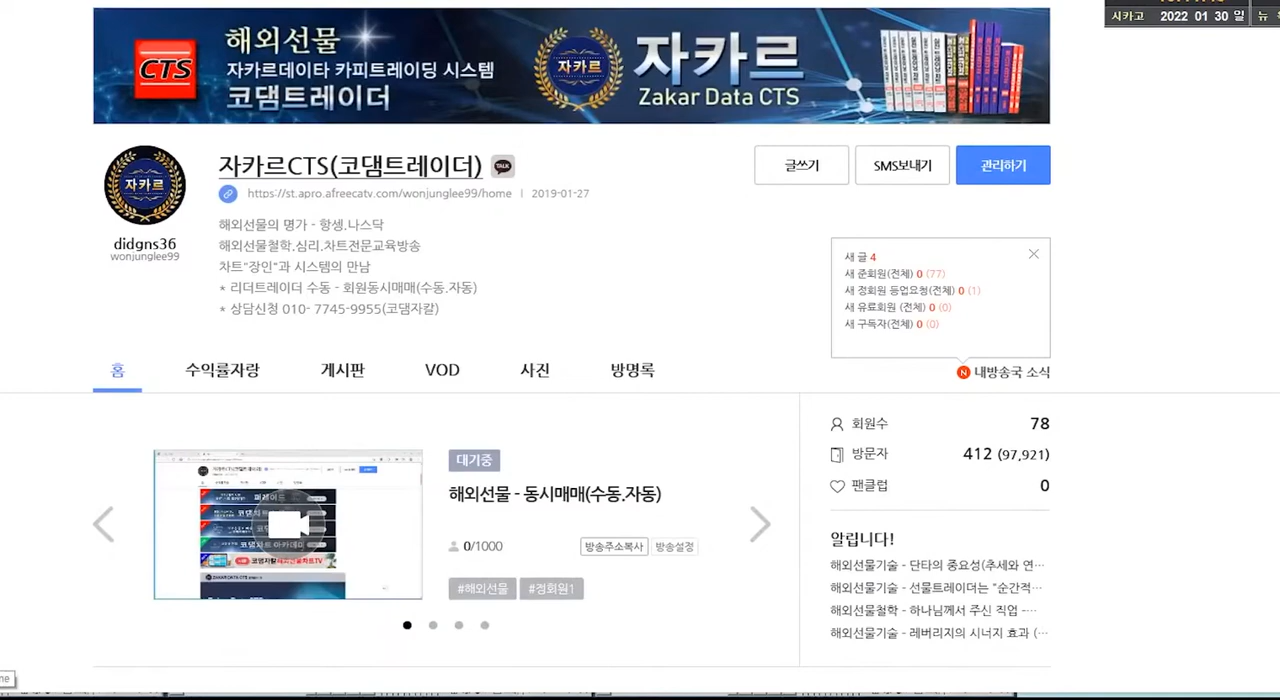 시카고 2022 01 30 일 뉴
CTS
해외선물
자카르데이타 카피트레이딩 시스템
코댐트레이더
자카르
자카르
Zakar Data CTS
자카르
자카르CTS(코댐트레이더) TALK
글쓰기 SMS보내기 관리하기
https://st.apro.afreecatv.com/wonjunglee99/home | 2019-01-27
didgns36
wonjunglee99
해외선물의 명가 - 항셍.나스닥
해외선물철학.심리.차트전문교육방송
차트"장인"과 시스템의 만남
* 리더트레이더 수동 - 회원동시매매(수동.자동)
* 상담신청 010- 7745-9955(코댐자칼)
새 글 4
새 준회원(전체) 0 (77)
새 정회원 등업요청(전체) 0 (1)
새 유료회원 (전체) 0 (0)
새 구독자(전체) 0 (0)
N 내방송국 소식
홈 수익률자랑 게시판 VOD 사진 방명록
대기중
해외선물 - 동시매매(수동.자동)
0/1000 방송주소복사 방송설정
#해외선물 #정회원1
회원수 78
방문자 412 (97,921)
팬클럽 0
알립니다!
해외선물기술 - 단타의 중요성(추세와 연…
해외선물기술 - 선물트레이더는 "순간적…
해외선물철학 - 하나님께서 주신 직업 -…
해외선물기술 - 레버리지의 시너지 효과 (…
me